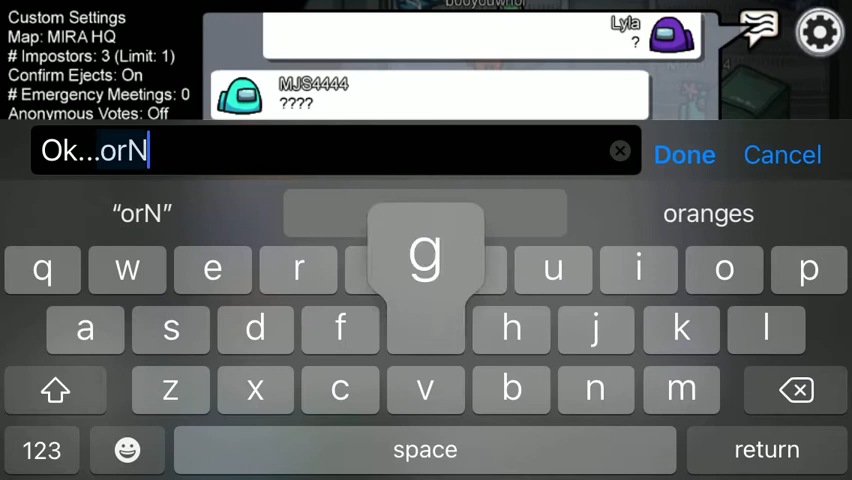 Custom Settings
Map: MIRA HQ
# Impostors: 3 (Limit: 1)
Confirm Ejects: On
# Emergency Meetings: 0
Anonymous Votes: Off
Lyla
?
MJS4444
????
Ok...orN
Done
Cancel
“orN”
oranges
g
q w e r u i o p
a s d f h j k l
z x c v b n m
123
space
return